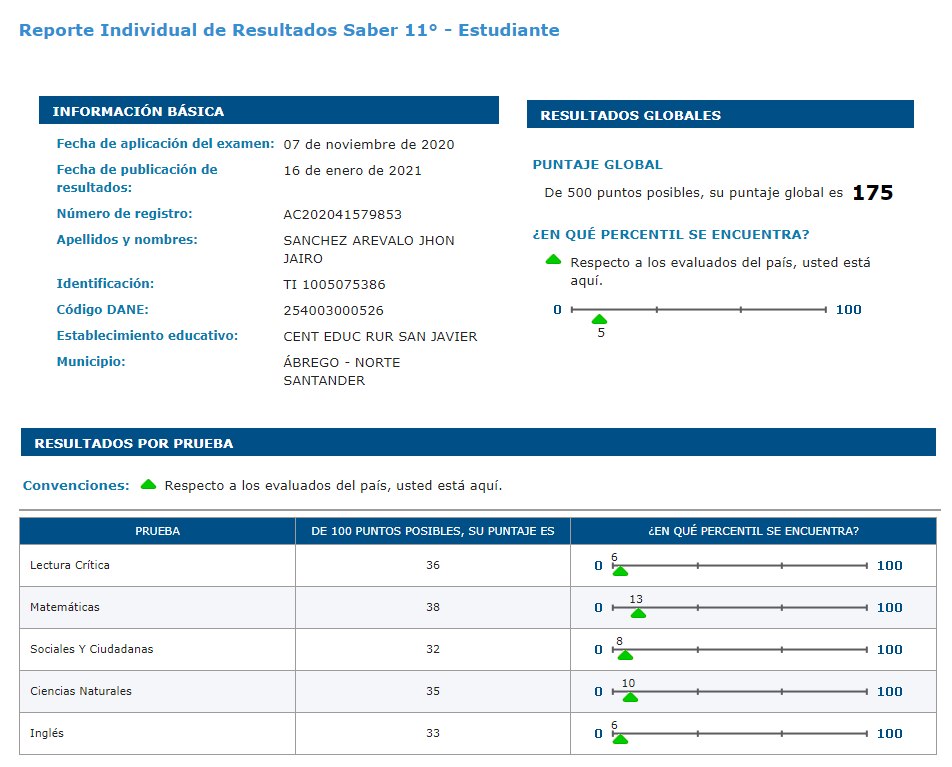 Reporte Individual de Resultados Saber 11° - Estudiante
INFORMACIÓN BÁSICA
Fecha de aplicación del examen: 07 de noviembre de 2020
Fecha de publicación de resultados: 16 de enero de 2021
Número de registro: AC202041579853
Apellidos y nombres: SANCHEZ AREVALO JHON JAIRO
Identificación: TI 1005075386
Código DANE: 254003000526
Establecimiento educativo: CENT EDUC RUR SAN JAVIER
Municipio: ÁBREGO - NORTE SANTANDER
RESULTADOS GLOBALES
PUNTAJE GLOBAL
De 500 puntos posibles, su puntaje global es 175
¿EN QUÉ PERCENTIL SE ENCUENTRA?
Respecto a los evaluados del país, usted está
aquí.
0 100
5
RESULTADOS POR PRUEBA
Convenciones: Respecto a los evaluados del país, usted está aquí.
PRUEBA DE 100 PUNTOS POSIBLES, SU PUNTAJE ES ¿EN QUÉ PERCENTIL SE ENCUENTRA?
Lectura Crítica 36 0 6 100
Matemáticas 38 0 13 100
Sociales Y Ciudadanas 32 0 8 100
Ciencias Naturales 35 0 10 100
Inglés 33 0 6 100